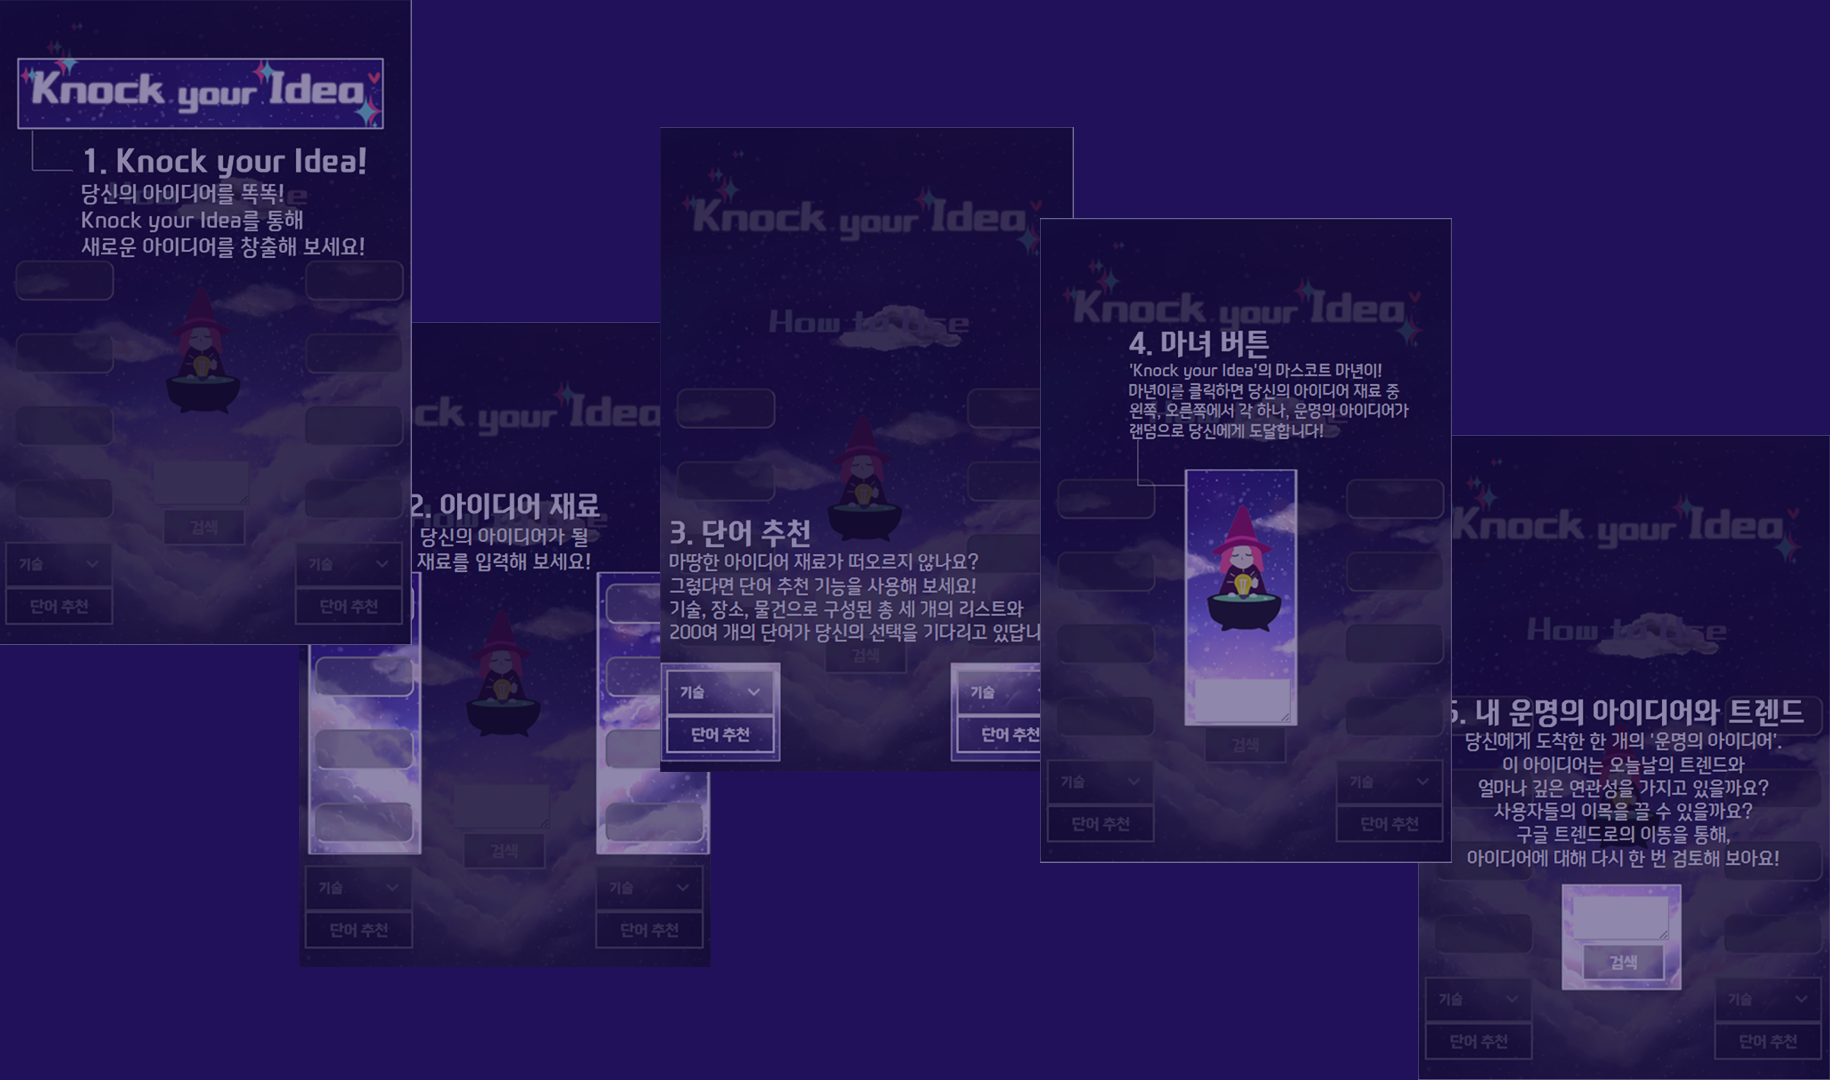 Knock your Idea
1. Knock your Idea!
당신의 아이디어를 똑똑!
Knock your Idea를 통해
새로운 아이디어를 창출해 보세요!
검색
기술
기술
단어 추천
단어 추천
ck your Idea
2. 아이디어 재료
당신의 아이디어가 될
재료를 입력해 보세요!
검색
기술
기술
단어 추천
단어 추천
Knock your Idea
How to Use
3. 단어 추천
마땅한 아이디어 재료가 떠오르지 않나요?
그렇다면 단어 추천 기능을 사용해 보세요!
기술, 장소, 물건으로 구성된 총 세 개의 리스트와
200여 개의 단어가 당신의 선택을 기다리고 있답니
검색
기술
기술
단어 추천
단어 추천
Knock your Idea
4. 마녀 버튼
'Knock your Idea'의 마스코트 마년이!
마년이를 클릭하면 당신의 아이디어 재료 중
왼쪽, 오른쪽에서 각 하나, 운명의 아이디어가
랜덤으로 당신에게 도달합니다!
검색
기술
기술
단어 추천
단어 추천
Knock your Idea
How to Use
5. 내 운명의 아이디어와 트렌드
당신에게 도착한 한 개의 '운명의 아이디어'.
이 아이디어는 오늘날의 트렌드와
얼마나 깊은 연관성을 가지고 있을까요?
사용자들의 이목을 끌 수 있을까요?
구글 트렌드로의 이동을 통해,
아이디어에 대해 다시 한 번 검토해 보아요!
검색
기술
기술
단어 추천
단어 추천